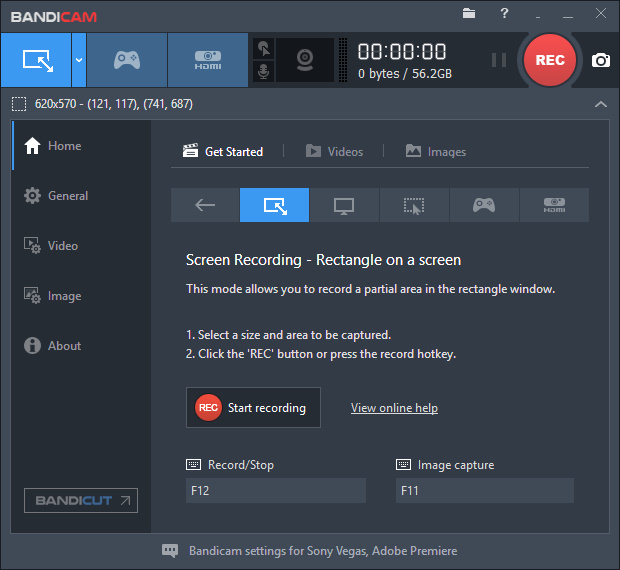 BANDICAM
?
HDMI
00:00:00
0 bytes / 56.2GB
REC
620x570 - (121, 117), (741, 687)
Home
General
Video
Image
About
BANDICUT
Get Started
Videos
Images
HDMI
Screen Recording - Rectangle on a screen
This mode allows you to record a partial area in the rectangle window.
1. Select a size and area to be captured.
2. Click the 'REC' button or press the record hotkey.
REC Start recording
View online help
Record/Stop
F12
Image capture
F11
Bandicam settings for Sony Vegas, Adobe Premiere